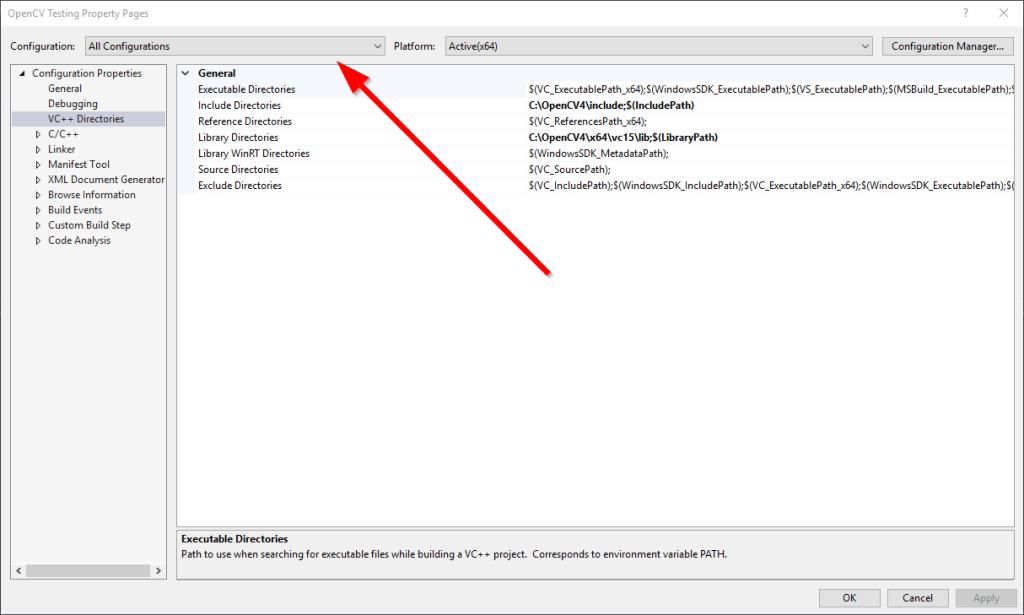 OpenCV Testing Property Pages ?
Configuration: All Configurations Platform: Active(x64) Configuration Manager...
Configuration Properties
General
Debugging
VC++ Directories
C/C++
Linker
Manifest Tool
XML Document Generator
Browse Information
Build Events
Custom Build Step
Code Analysis
General
Executable Directories $(VC_ExecutablePath_x64);$(WindowsSDK_ExecutablePath);$(VS_ExecutablePath);$(MSBuild_ExecutablePath);$
Include Directories C:\OpenCV4\include;$(IncludePath)
Reference Directories $(VC_ReferencesPath_x64);
Library Directories C:\OpenCV4\x64\vc15\lib;$(LibraryPath)
Library WinRT Directories $(WindowsSDK_MetadataPath);
Source Directories $(VC_SourcePath);
Exclude Directories $(VC_IncludePath);$(WindowsSDK_IncludePath);$(VC_ExecutablePath_x64);$(WindowsSDK_ExecutablePath);$(
Executable Directories
Path to use when searching for executable files while building a VC++ project. Corresponds to environment variable PATH.
OK Cancel Apply